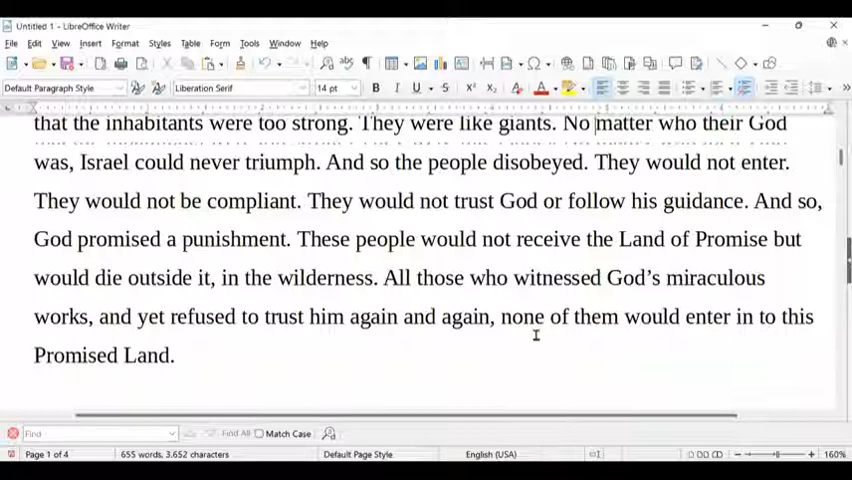 Untitled 1 - LibreOffice Writer
File Edit View Insert Format Styles Table Form Tools Window Help
Default Paragraph Style Liberation Serif 14 pt
that the inhabitants were too strong. They were like giants. No matter who their God
was, Israel could never triumph. And so the people disobeyed. They would not enter.
They would not be compliant. They would not trust God or follow his guidance. And so,
God promised a punishment. These people would not receive the Land of Promise but
would die outside it, in the wilderness. All those who witnessed God’s miraculous
works, and yet refused to trust him again and again, none of them would enter in to this
Promised Land.
Find Find All Match Case
Page 1 of 4 655 words, 3.652 characters Default Page Style English (USA) 160%